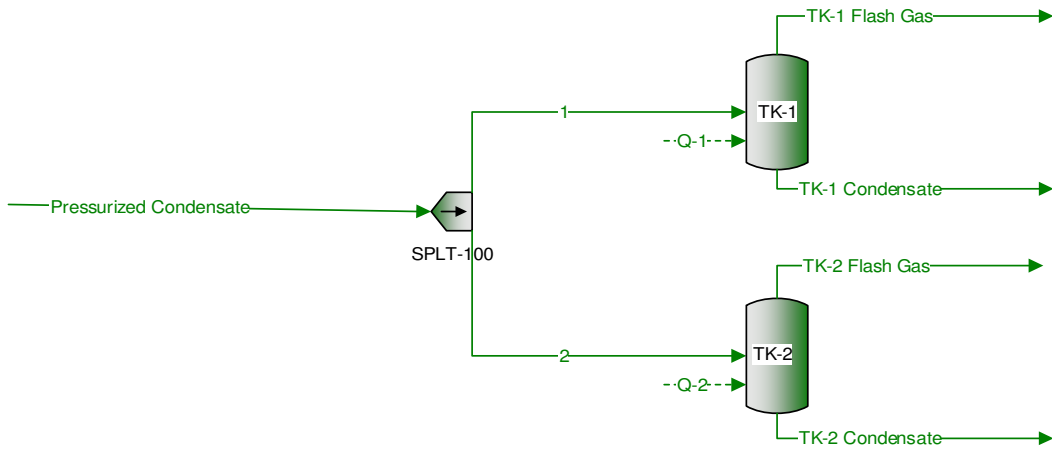 TK-1 Flash Gas
1
TK-1
Q-1
TK-1 Condensate
Pressurized Condensate
SPLT-100
TK-2 Flash Gas
2
TK-2
Q-2
TK-2 Condensate